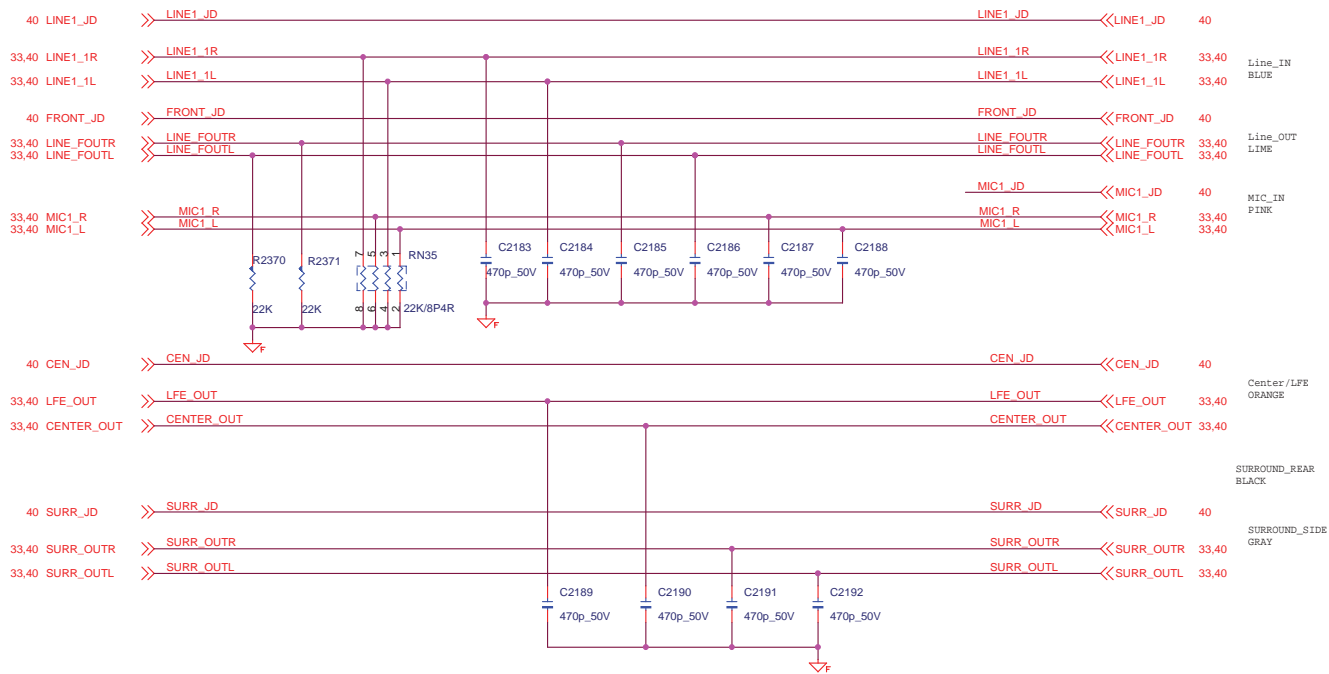 40 LINE1_JD LINE1_JD LINE1_JD LINE1_JD 40
33,40 LINE1_1R LINE1_1R LINE1_1R LINE1_1R 33,40
Line_IN
BLUE
33,40 LINE1_1L LINE1_1L LINE1_1L LINE1_1L 33,40
40 FRONT_JD FRONT_JD FRONT_JD FRONT_JD 40
33,40 LINE_FOUTR LINE_FOUTR LINE_FOUTR LINE_FOUTR 33,40
33,40 LINE_FOUTL LINE_FOUTL LINE_FOUTL LINE_FOUTL 33,40
Line_OUT
LIME
MIC1_JD MIC1_JD 40
MIC_IN
PINK
33,40 MIC1_R MIC1_R MIC1_R MIC1_R 33,40
33,40 MIC1_L MIC1_L MIC1_L MIC1_L 33,40
R2370 R2371 7 5 3 1 RN35 C2183 C2184 C2185 C2186 C2187 C2188
470p_50V 470p_50V 470p_50V 470p_50V 470p_50V 470p_50V
22K 22K 8 6 4 2 22K/8P4R
F
F
40 CEN_JD CEN_JD CEN_JD CEN_JD 40
Center/LFE
ORANGE
33,40 LFE_OUT LFE_OUT LFE_OUT LFE_OUT 33,40
33,40 CENTER_OUT CENTER_OUT CENTER_OUT CENTER_OUT 33,40
SURROUND_REAR
BLACK
40 SURR_JD SURR_JD SURR_JD SURR_JD 40
SURROUND_SIDE
GRAY
33,40 SURR_OUTR SURR_OUTR SURR_OUTR SURR_OUTR 33,40
33,40 SURR_OUTL SURR_OUTL SURR_OUTL SURR_OUTL 33,40
C2189 C2190 C2191 C2192
470p_50V 470p_50V 470p_50V 470p_50V
F